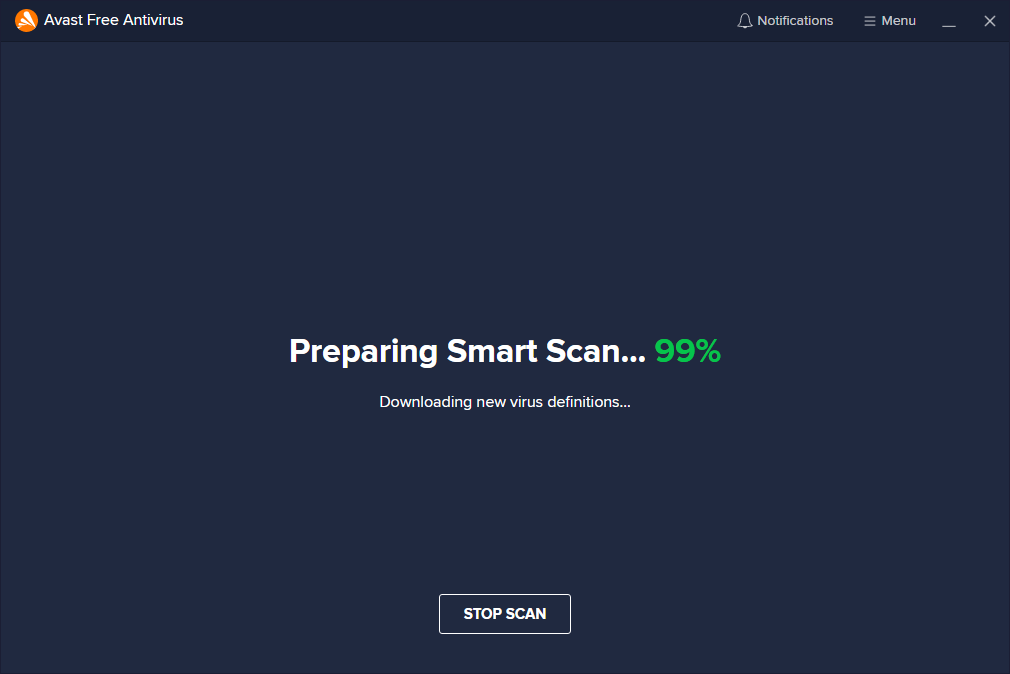 Avast Free Antivirus
Notifications
Menu
Preparing Smart Scan... 99%
Downloading new virus definitions...
STOP SCAN